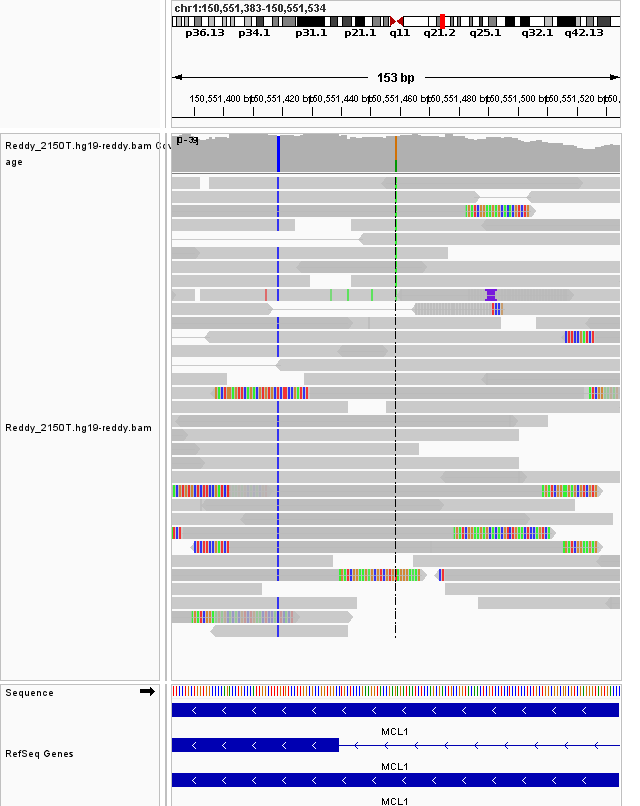 chr1:150,551,383-150,551,534
p36.13 p34.1 p31.1 p21.1 q11 q21.2 q25.1 q32.1 q42.13
153 bp
150,551,400 bp 150,551,420 bp 150,551,440 bp 150,551,460 bp 150,551,480 bp 150,551,500 bp 150,551,520 bp
Reddy_2150T.hg19-reddy.bam Cov
age
Reddy_2150T.hg19-reddy.bam
Sequence
MCL1
RefSeq Genes
MCL1
MCL1